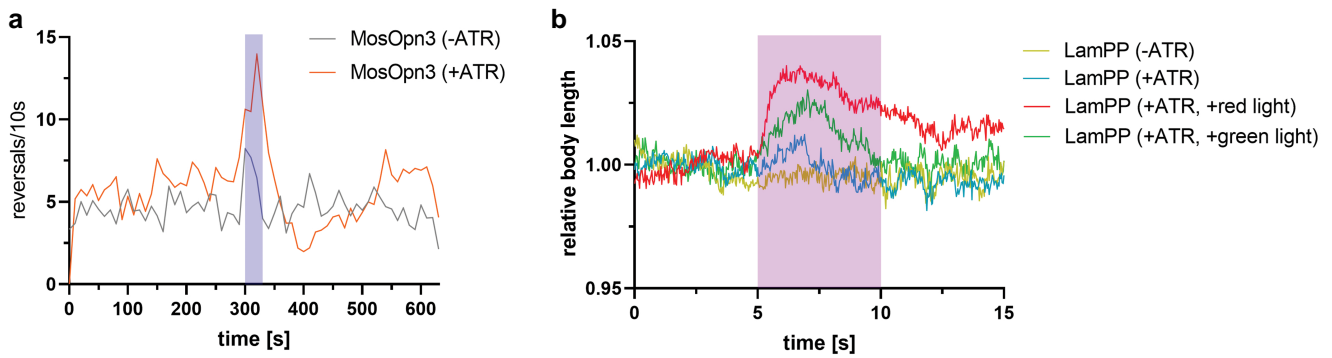 a
15
10
5
0
reversals/10s
0 100 200 300 400 500 600
time [s]
MosOpn3 (-ATR)
MosOpn3 (+ATR)
b
1.05
1.00
0.95
relative body length
0 5 10 15
time [s]
LamPP (-ATR)
LamPP (+ATR)
LamPP (+ATR, +red light)
LamPP (+ATR, +green light)